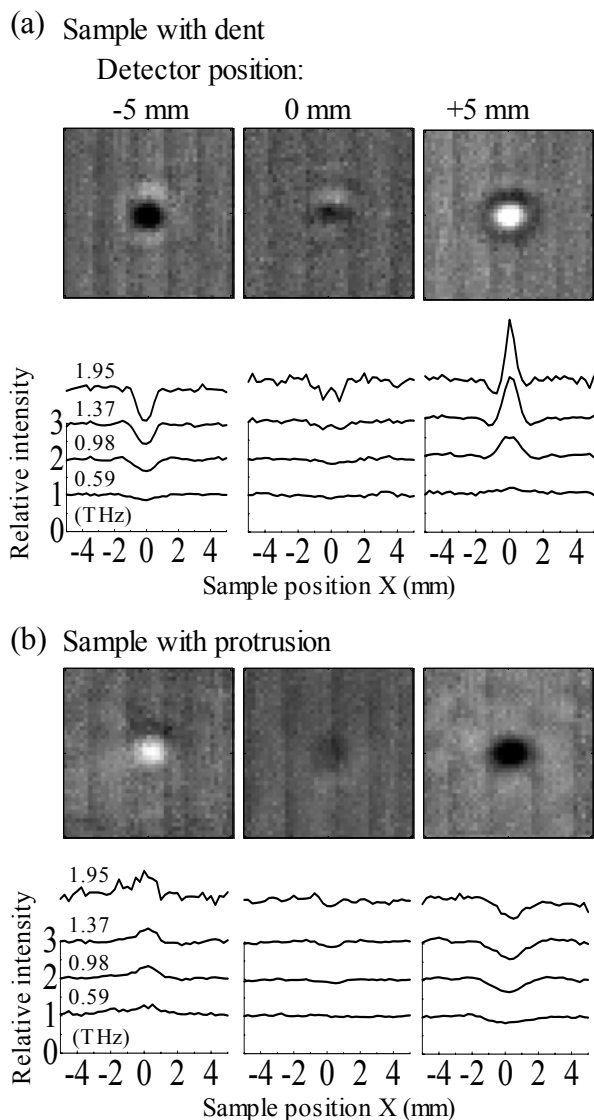 (a) Sample with dent
Detector position:
-5 mm 0 mm +5 mm
Relative intensity
1.95
1.37
3
0.98
2
0.59
1
(THz)
0
-4 -2 0 2 4 -4 -2 0 2 4 -4 -2 0 2 4
Sample position X (mm)
(b) Sample with protrusion
Relative intensity
1.95
1.37
3
0.98
2
0.59
1
(THz)
0
-4 -2 0 2 4 -4 -2 0 2 4 -4 -2 0 2 4
Sample position X (mm)